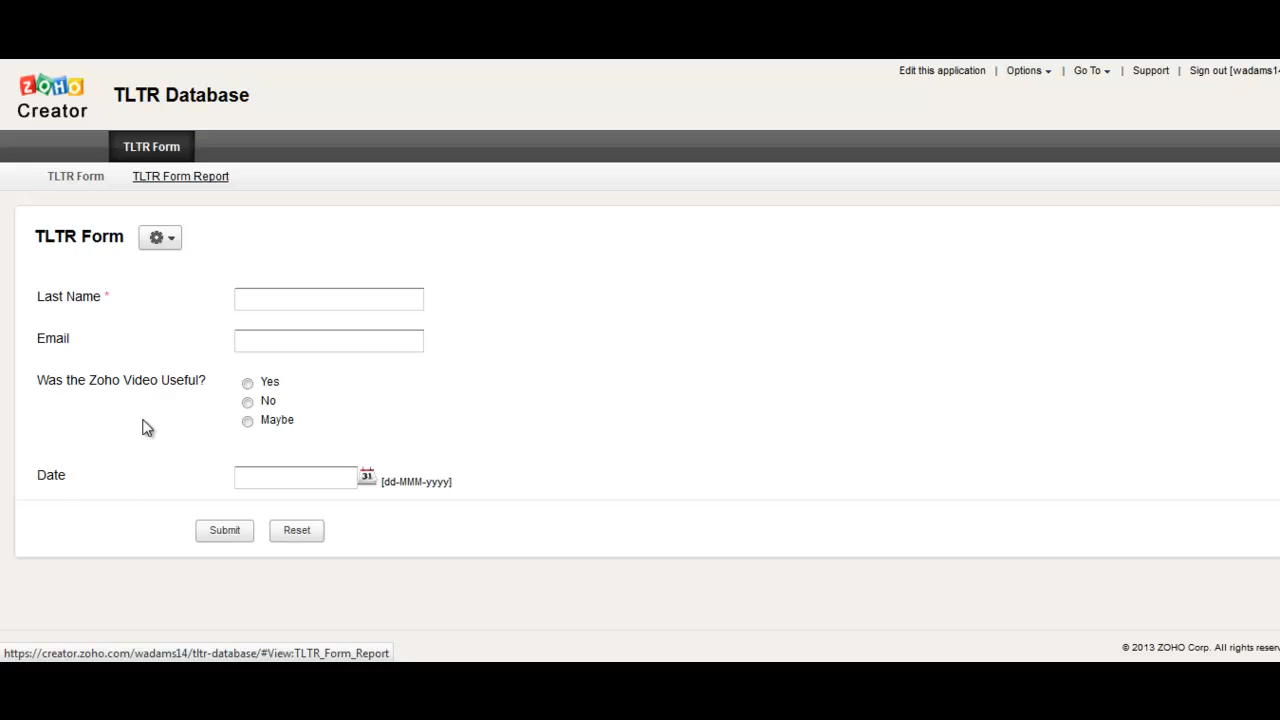 Edit this application | Options | Go To | Support | Sign out [wadams14
ZOHO
Creator
TLTR Database
TLTR Form
TLTR Form TLTR Form Report
TLTR Form
Last Name *
Email
Was the Zoho Video Useful?
Yes
No
Maybe
Date
31
[dd-MMM-yyyy]
Submit Reset
© 2013 ZOHO Corp. All rights reser
https://creator.zoho.com/wadams14/tltr-database/#View:TLTR_Form_Report